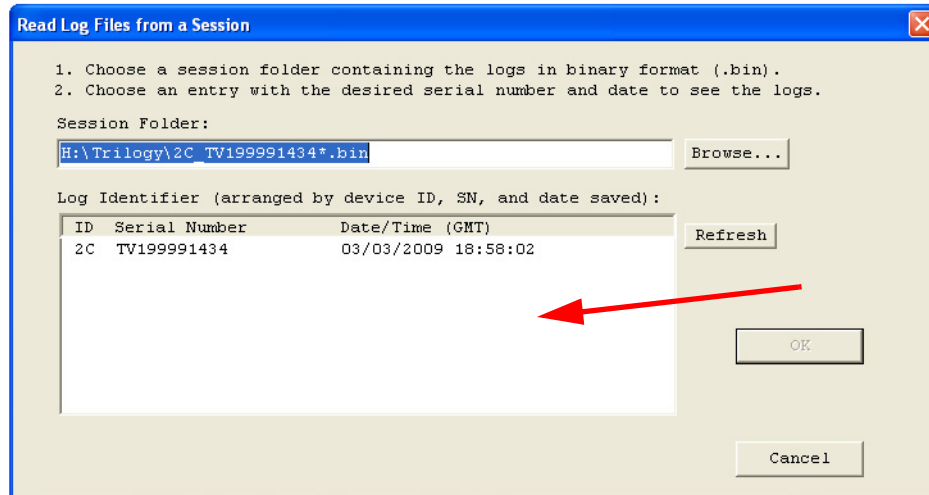 Read Log Files from a Session
1. Choose a session folder containing the logs in binary format (.bin).
2. Choose an entry with the desired serial number and date to see the logs.
Session Folder:
H:\Trilogy\2C_TV199991434*.bin
Browse...
Log Identifier (arranged by device ID, SN, and date saved):
ID Serial Number Date/Time (GMT)
2C TV199991434 03/03/2009 18:58:02
Refresh
OK
Cancel